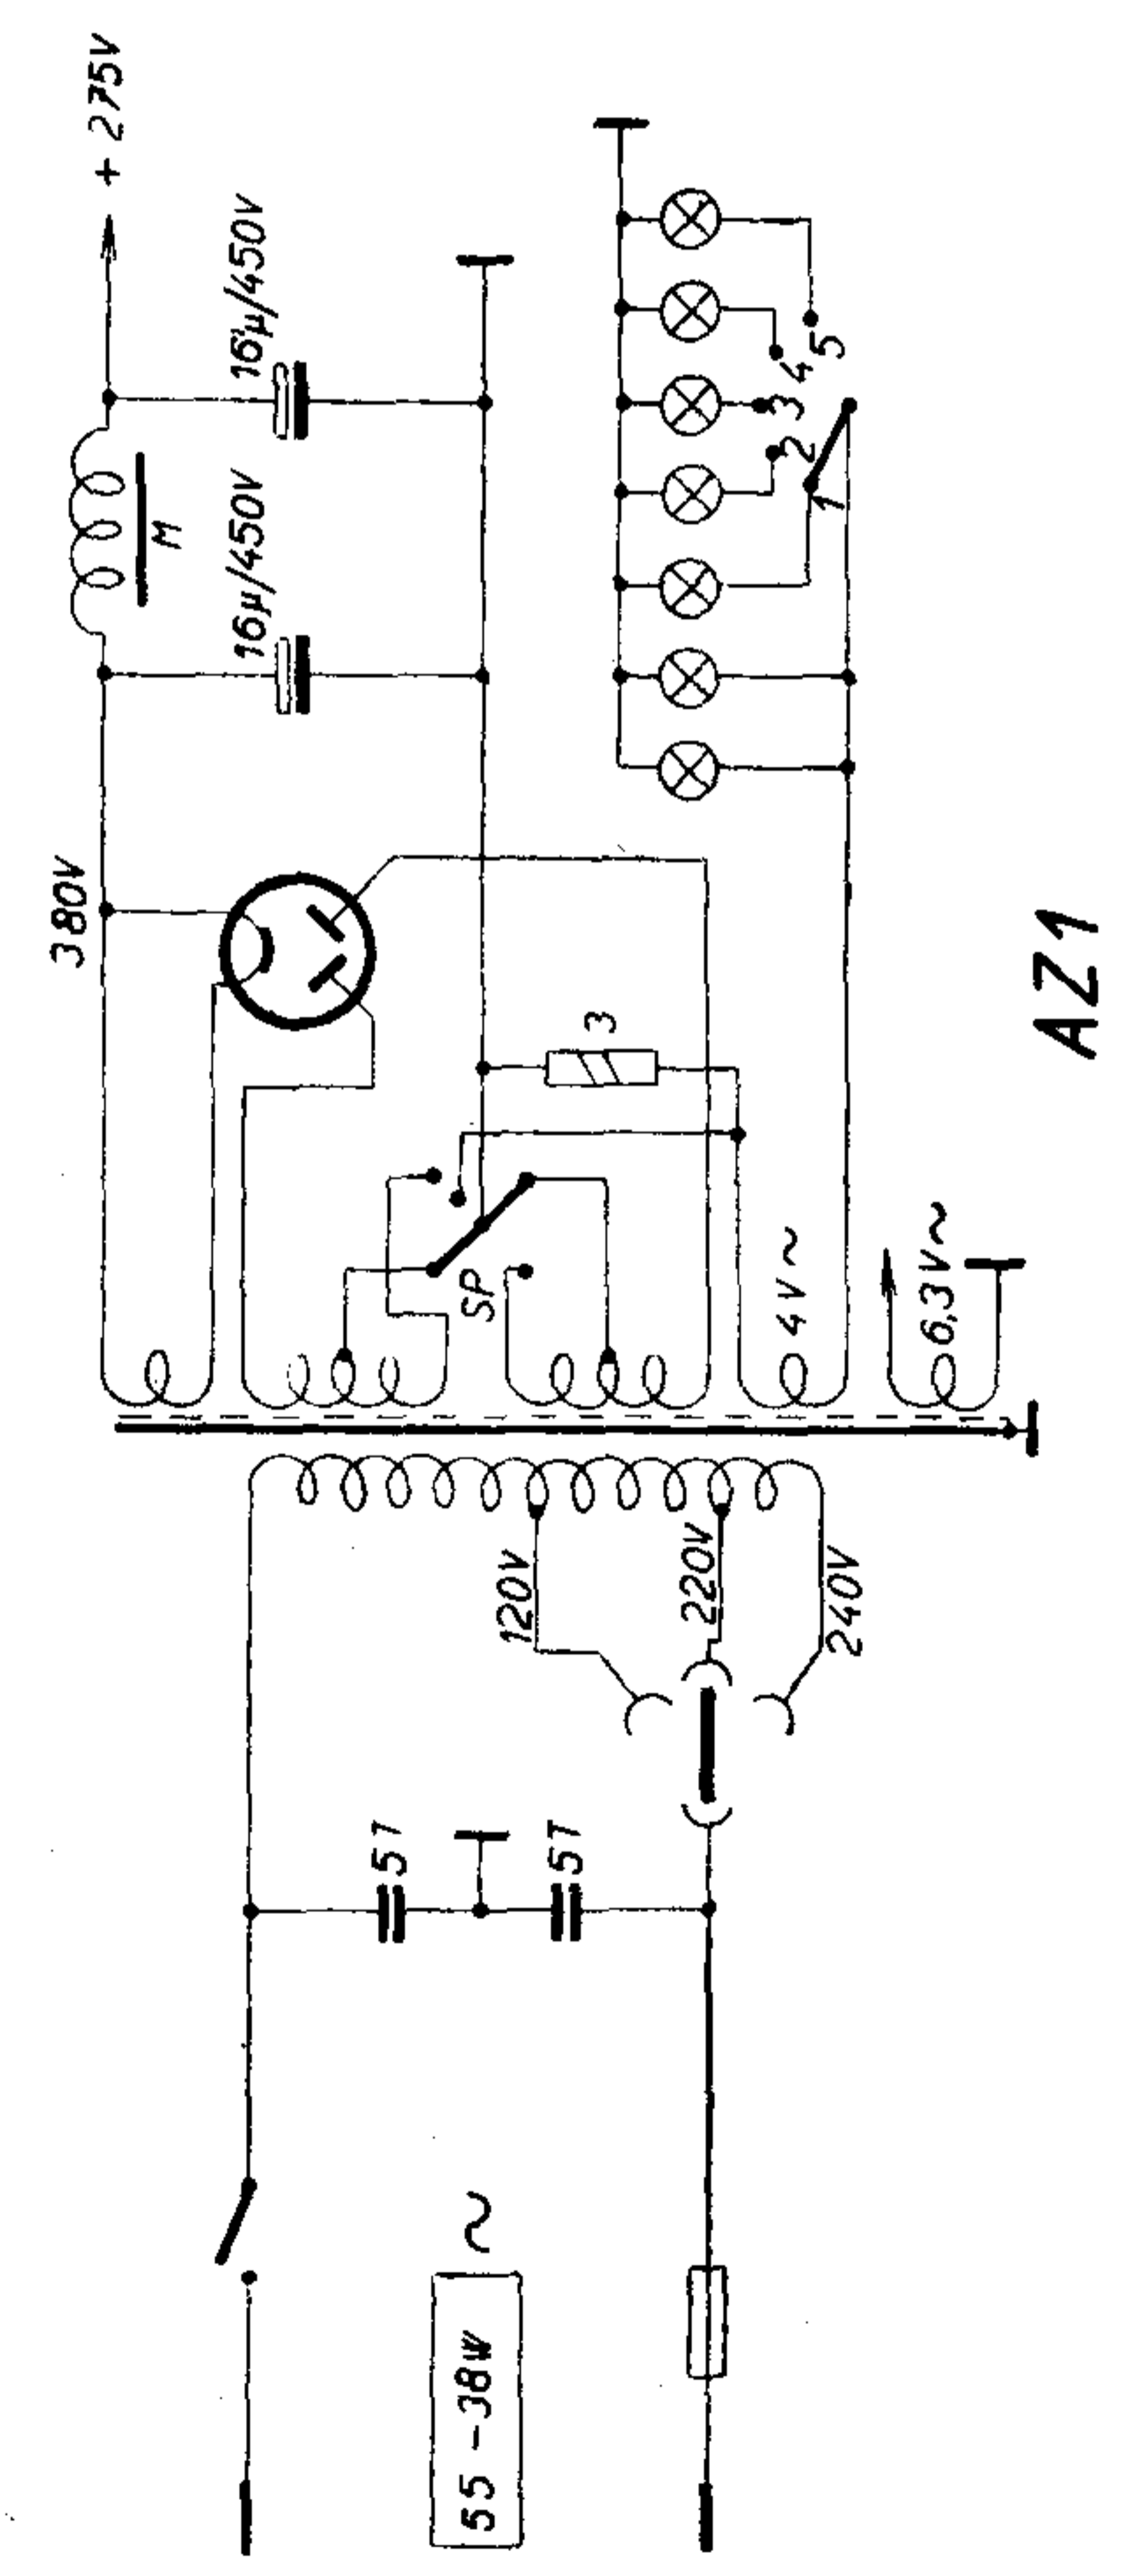 + 275V
380V
M
16µ/450V
16µ/450V
SP
3
1
2
3
4
5
4V ~
6,3V ~
120V
220V
240V
5T
5T
55 - 38W
~
AZ1